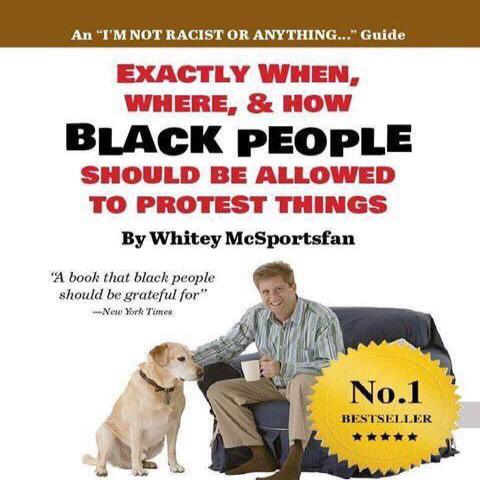 An "I'M NOT RACIST OR ANYTHING..." Guide
EXACTLY WHEN,
WHERE, & HOW
BLACK PEOPLE
SHOULD BE ALLOWED
TO PROTEST THINGS
By Whitey McSportsfan
"A book that black people
should be grateful for"
—New York Times
No.1
BESTSELLER